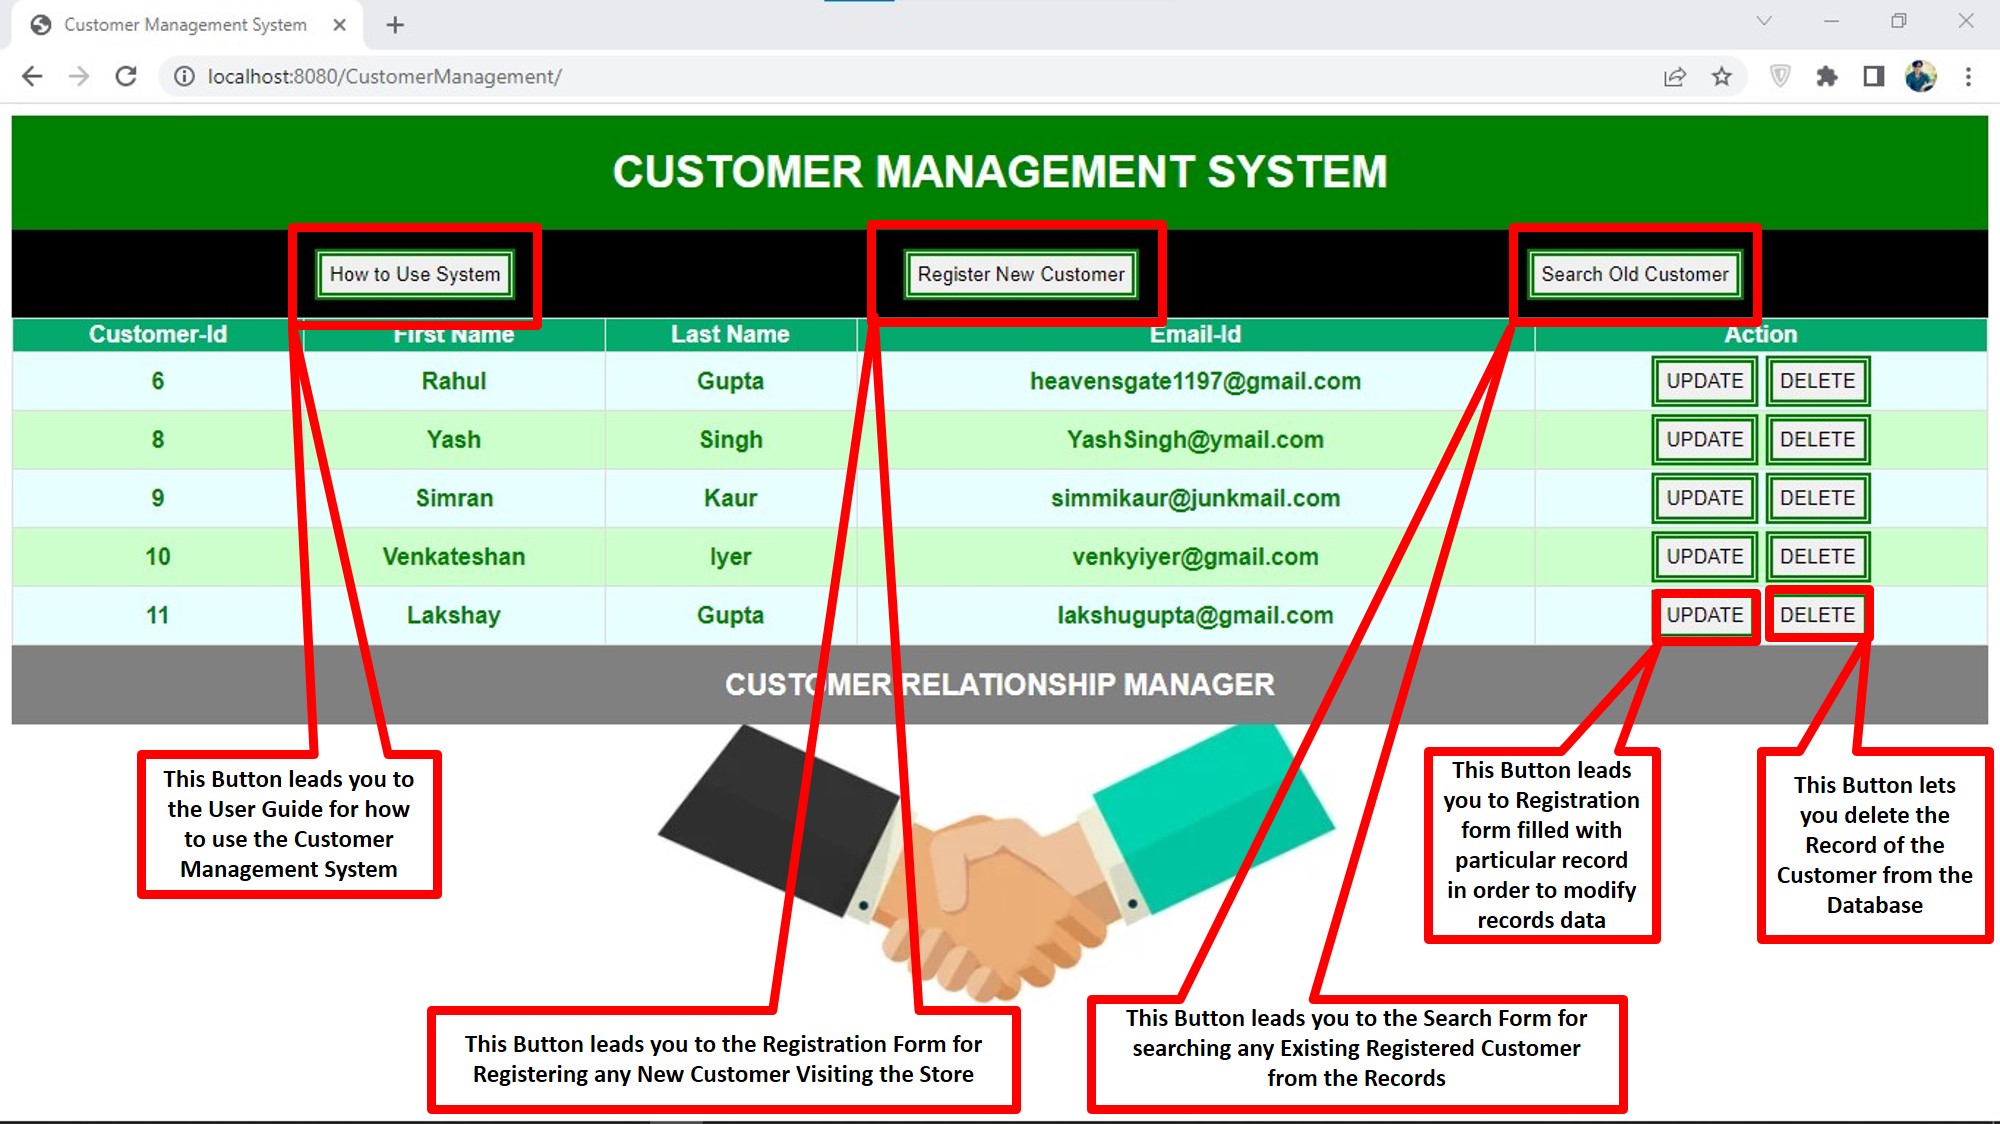 Customer Management System
localhost:8080/CustomerManagement/
CUSTOMER MANAGEMENT SYSTEM
How to Use System Register New Customer Search Old Customer
Customer-Id First Name Last Name Email-Id Action
6 Rahul Gupta heavensgate1197@gmail.com UPDATE DELETE
8 Yash Singh YashSingh@ymail.com UPDATE DELETE
9 Simran Kaur simmikaur@junkmail.com UPDATE DELETE
10 Venkateshan Iyer venkyiyer@gmail.com UPDATE DELETE
11 Lakshay Gupta lakshugupta@gmail.com UPDATE DELETE
CUSTOMER RELATIONSHIP MANAGER
This Button leads you to
the User Guide for how
to use the Customer
Management System
This Button leads
you to Registration
form filled with
particular record
in order to modify
records data
This Button lets
you delete the
Record of the
Customer from the
Database
This Button leads you to the Registration Form for
Registering any New Customer Visiting the Store
This Button leads you to the Search Form for
searching any Existing Registered Customer
from the Records